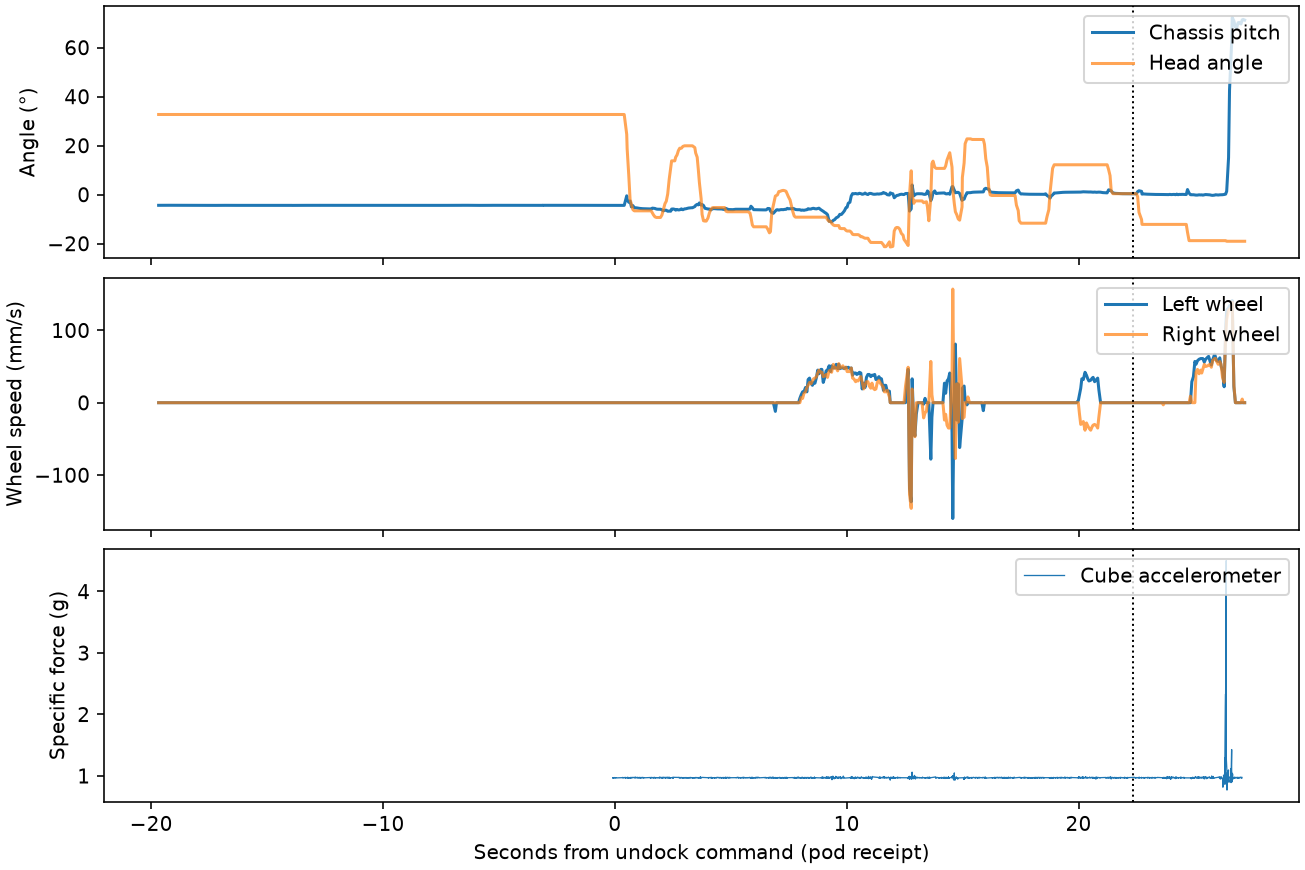 Angle (°)
60
40
20
0
−20
Chassis pitch
Head angle
Wheel speed (mm/s)
100
0
−100
Left wheel
Right wheel
Specific force (g)
4
3
2
1
Cube accelerometer
−20
−10
0
10
20
Seconds from undock command (pod receipt)